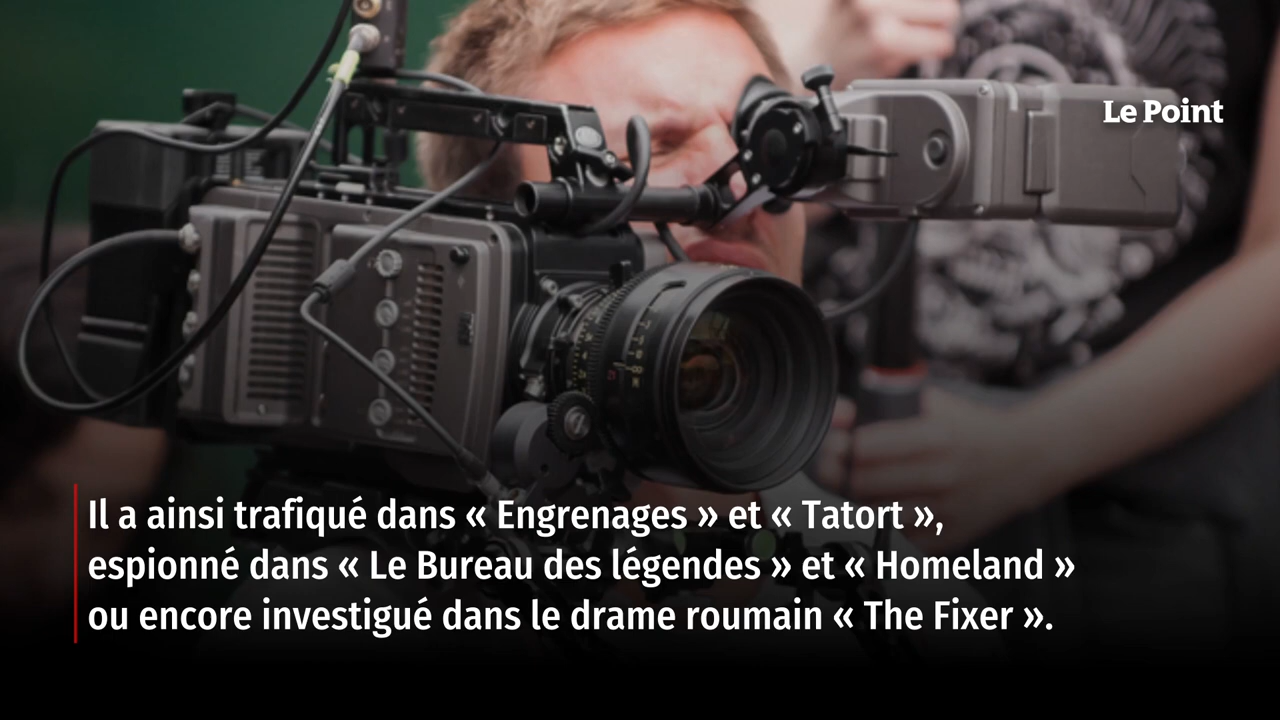 Le Point
Il a ainsi trafiqué dans « Engrenages » et « Tatort »,
espionné dans « Le Bureau des légendes » et « Homeland »
ou encore investigué dans le drame roumain « The Fixer ».